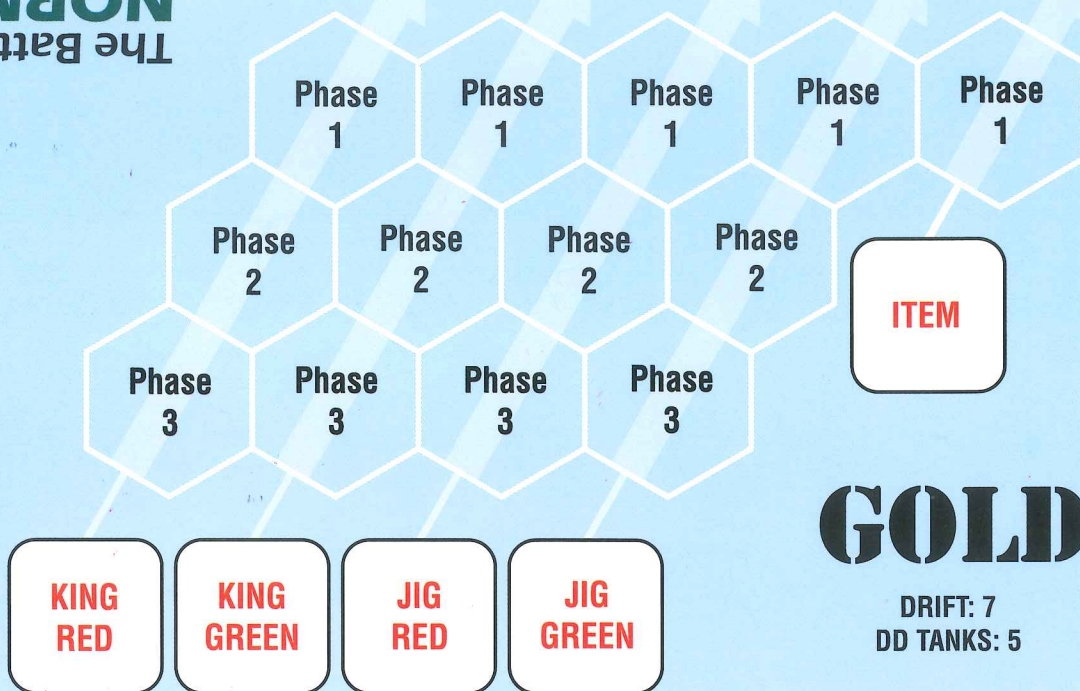 The Batt
NORM
Phase
1
Phase
1
Phase
1
Phase
1
Phase
1
Phase
2
Phase
2
Phase
2
Phase
2
ITEM
Phase
3
Phase
3
Phase
3
Phase
3
GOLD
DRIFT: 7
DD TANKS: 5
KING
RED
KING
GREEN
JIG
RED
JIG
GREEN